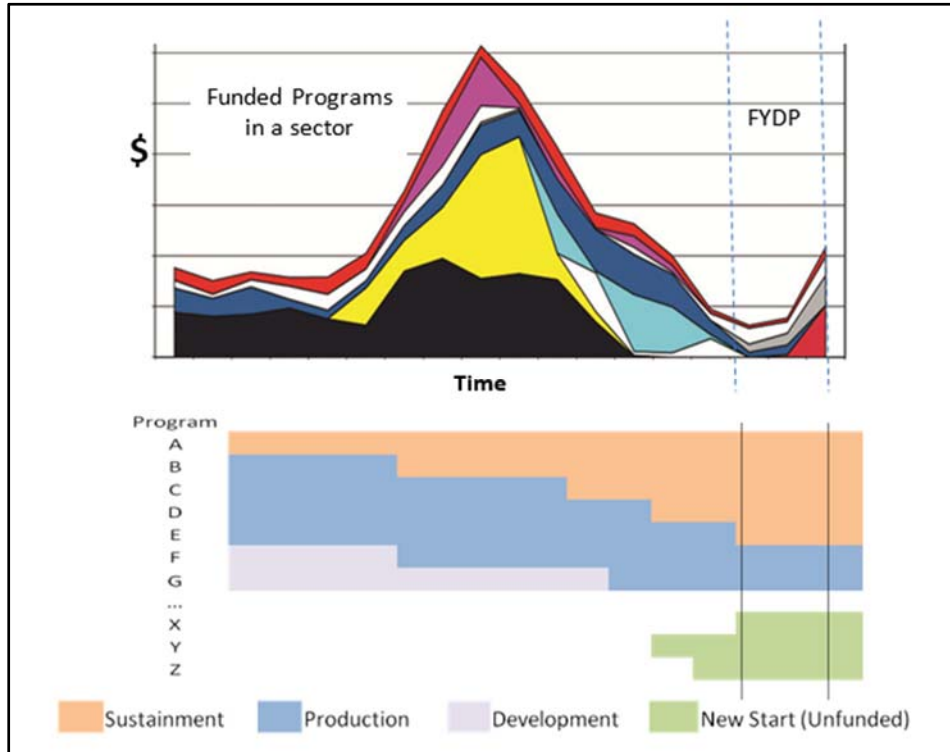 Funded Programs
in a sector
FYDP
$
Time
Program
A
B
C
D
E
F
G
...
X
Y
Z
Sustainment
Production
Development
New Start (Unfunded)